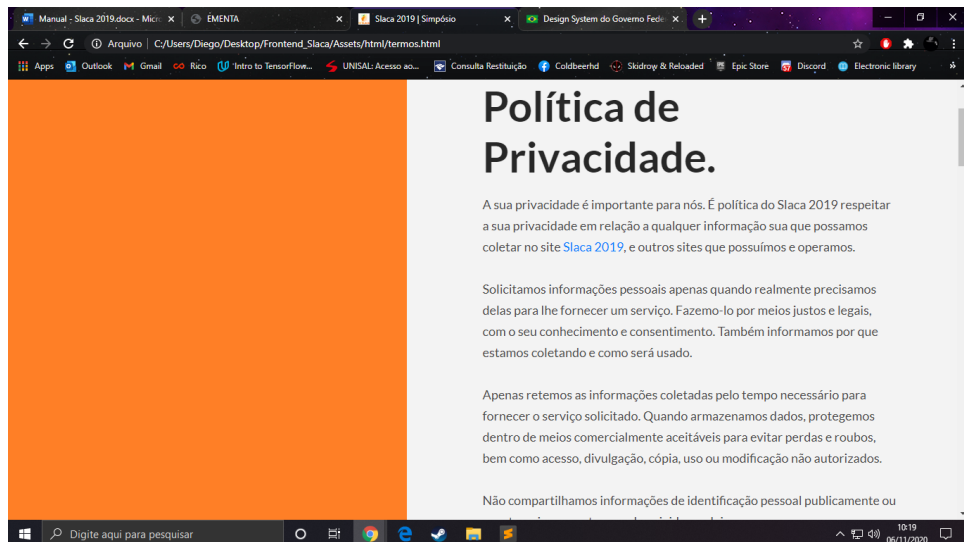 Manual - Slaca 2019.docx - Micro
ÉMENTA
Slaca 2019 | Simpósio
Design System do Governo Fede
Arquivo | C:/Users/Diego/Desktop/Frontend_Slaca/Assets/html/termos.html
Apps Outlook Gmail Rico 'Intro to TensorFlow... UNISAL: Acesso ao... Consulta Restituição Coldbeerhd Skidrow & Reloaded Epic Store Discord Electronic library
Política de
Privacidade.
A sua privacidade é importante para nós. É política do Slaca 2019 respeitar
a sua privacidade em relação a qualquer informação sua que possamos
coletar no site Slaca 2019, e outros sites que possuímos e operamos.
Solicitamos informações pessoais apenas quando realmente precisamos
delas para lhe fornecer um serviço. Fazemo-lo por meios justos e legais,
com o seu conhecimento e consentimento. Também informamos por que
estamos coletando e como será usado.
Apenas retemos as informações coletadas pelo tempo necessário para
fornecer o serviço solicitado. Quando armazenamos dados, protegemos
dentro de meios comercialmente aceitáveis para evitar perdas e roubos,
bem como acesso, divulgação, cópia, uso ou modificação não autorizados.
Não compartilhamos informações de identificação pessoal publicamente ou
Digite aqui para pesquisar
10:19
06/11/2020